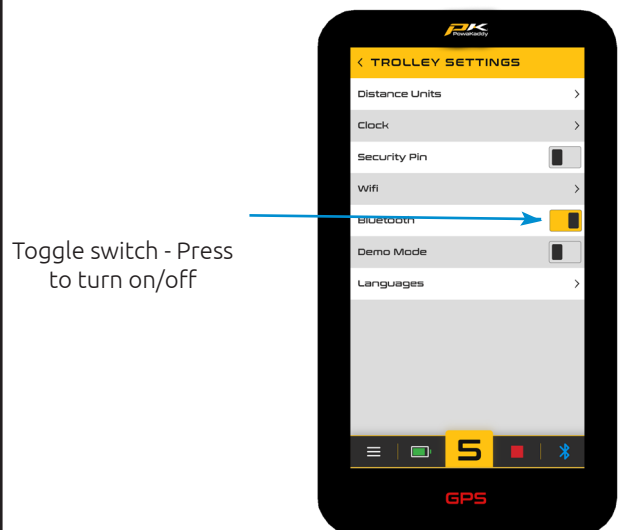 PK
PowaKaddy
< TROLLEY SETTINGS
Distance Units >
Clock >
Security Pin
Wifi >
Bluetooth
Toggle switch - Press
to turn on/off
Demo Mode
Languages >
5
GPS